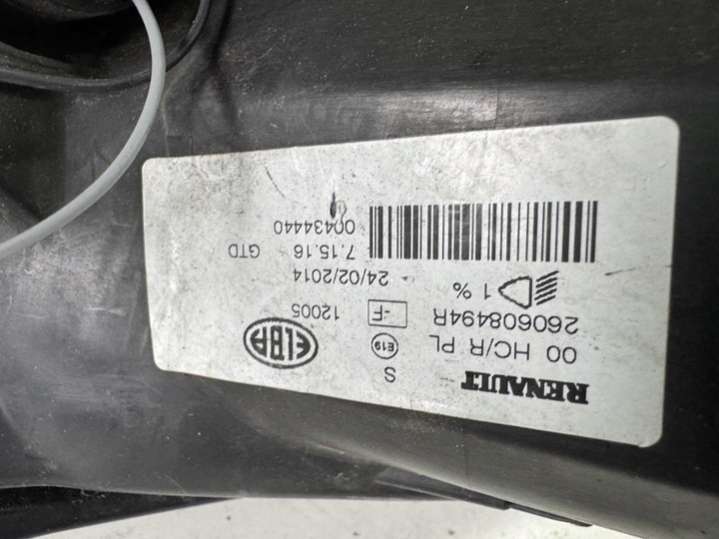 RENAULT
00 HC/R PL S
260608494R E19 ELBA
1 % -F 12005
24/02/2014
7.15.16 GTD
00434440